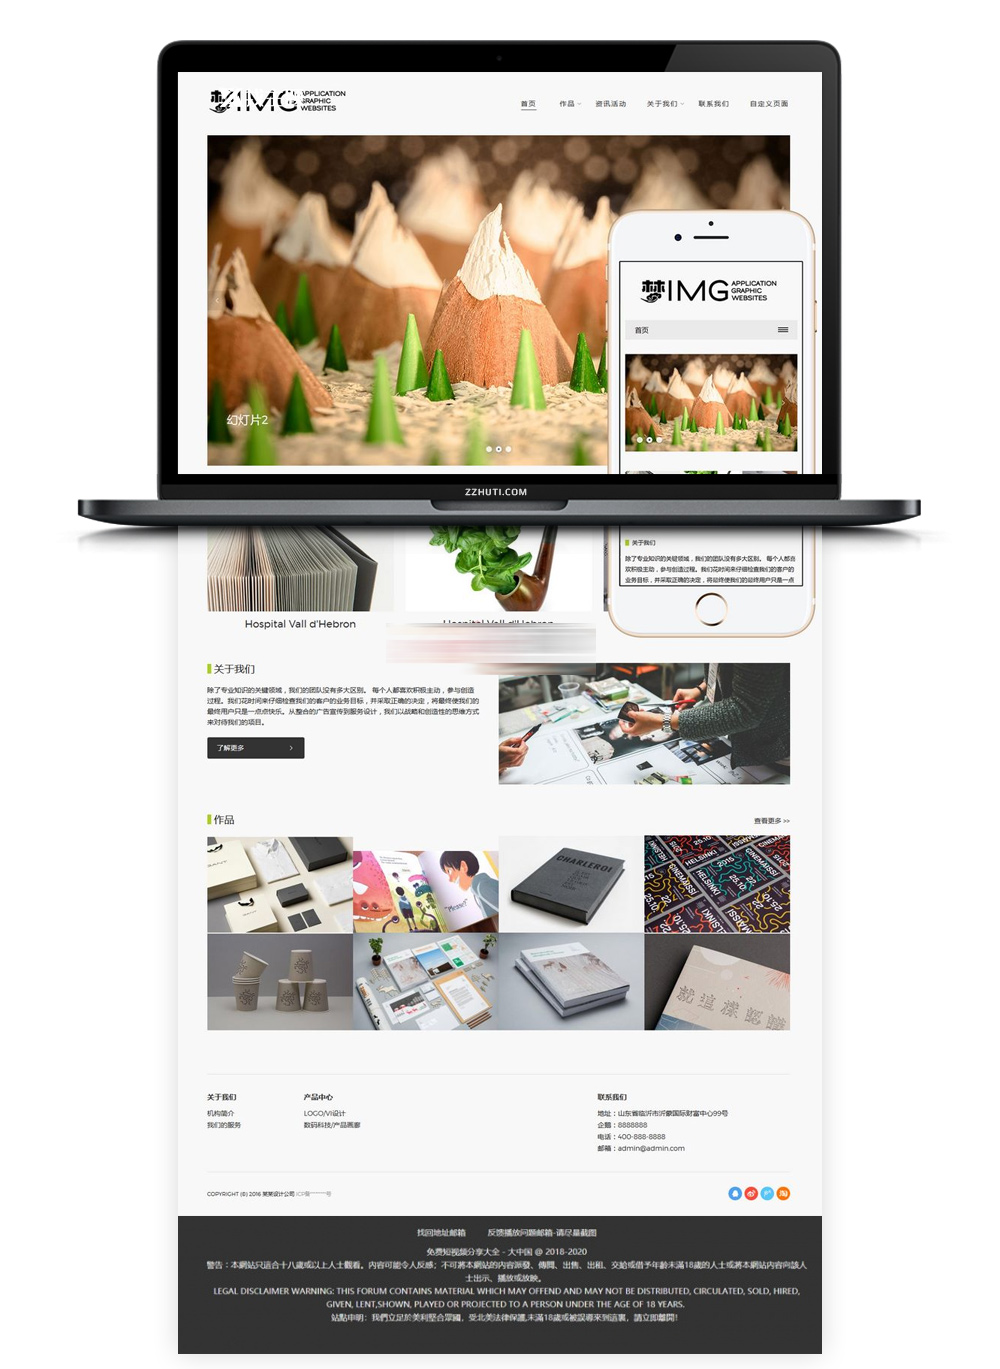 梦IMG APPLICATION
GRAPHIC
WEBSITES
首页 作品 资讯活动 关于我们 联系我们 自定义页面
幻灯片2
梦IMG APPLICATION
GRAPHIC
WEBSITES
首页
ZZHUTI.COM
关于我们
除了专业知识的关键领域，我们的团队没有多大区别。 每个人都喜
欢积极主动，参与创造过程。我们花时间来仔细检查我们的客户的
业务目标，并采取正确的决定，将最终使我们的最终用户只是一点
Hospital Vall d'Hebron
Hospital Vall d'Hebron
关于我们
除了专业知识的关键领域，我们的团队没有多大区别。 每个人都喜欢积极主动，参与创造
过程。我们花时间来仔细检查我们的客户的业务目标，并采取正确的决定，将最终使我们的
最终用户只是一点点快乐。从整合的广告宣传到服务设计，我们以战略和创造性的思维方式
来对待我们的项目。
了解更多
作品 查看更多 >>
CHARLEROI
"Please!"
HELSINKI
CINEMAISSI
2015
25.10.
就這樣認識
关于我们 产品中心 联系我们
机构简介 LOGO/VI设计 地址：山东省临沂市沂蒙国际财富中心99号
我们的服务 数码科技/产品画廊 企鹅：8888888
电话：400-888-8888
邮箱：admin@admin.com
COPYRIGHT (©) 2016 某某设计公司 ICP备******号
找回地址邮箱 反馈播放问题邮箱-请尽量截图
免费短视频分享大全 - 大中国 @ 2018-2020
警告：本網站只適合十八歲或以上人士觀看。内容可能令人反感；不可將本網站的内容派發、傳閱、出售、出租、交給或借予年齡未滿18歲的人士或將本網站内容向該人
士出示、播放或放映。
LEGAL DISCLAIMER WARNING: THIS FORUM CONTAINS MATERIAL WHICH MAY OFFEND AND MAY NOT BE DISTRIBUTED, CIRCULATED, SOLD, HIRED,
GIVEN, LENT,SHOWN, PLAYED OR PROJECTED TO A PERSON UNDER THE AGE OF 18 YEARS.
站點申明：我們立足於美利堅合眾國，受北美法律保護,未滿18歲或被誤導來到這裏，請立即離開！